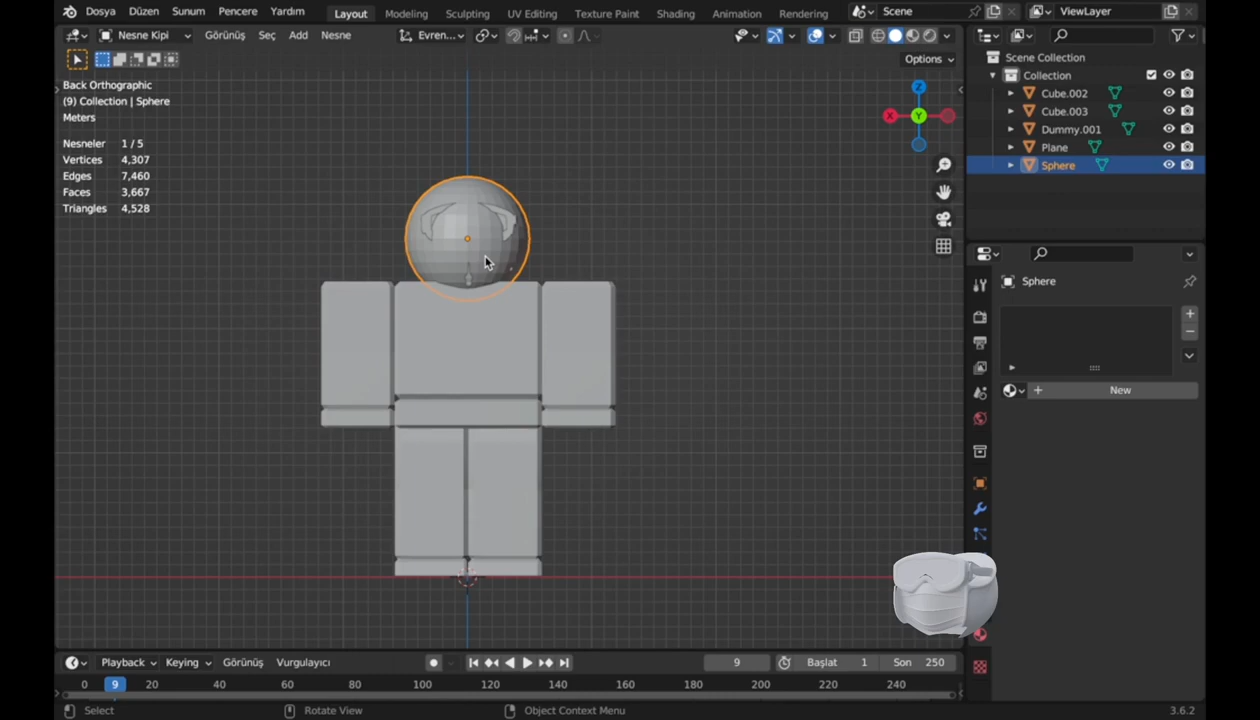 Dosya Düzen Sunum Pencere Yardım Layout Modeling Sculpting UV Editing Texture Paint Shading Animation Rendering Scene ViewLayer
Nesne Kipi Görünüş Seç Add Nesne Evren...
Options
Back Orthographic
(9) Collection | Sphere
Meters
Nesneler 1 / 5
Vertices 4,307
Edges 7,460
Faces 3,667
Triangles 4,528
X Y Z
Scene Collection
Collection
Cube.002
Cube.003
Dummy.001
Plane
Sphere
Sphere
New
Playback Keying Görünüş Vurgulayıcı 9 Başlat 1 Son 250
0 9 20 40 60 80 100 120 140 160 180 200 220 240
Select Rotate View Object Context Menu 3.6.2